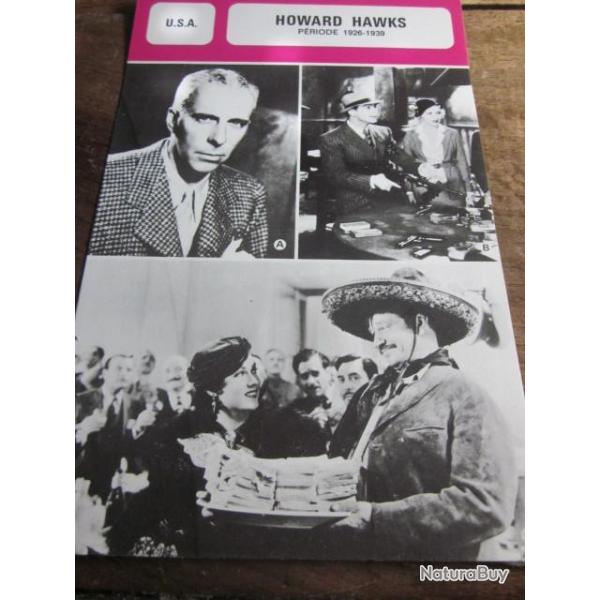 U.S.A.
HOWARD HAWKS
PÉRIODE 1926-1939
A
B
NaturaBuy